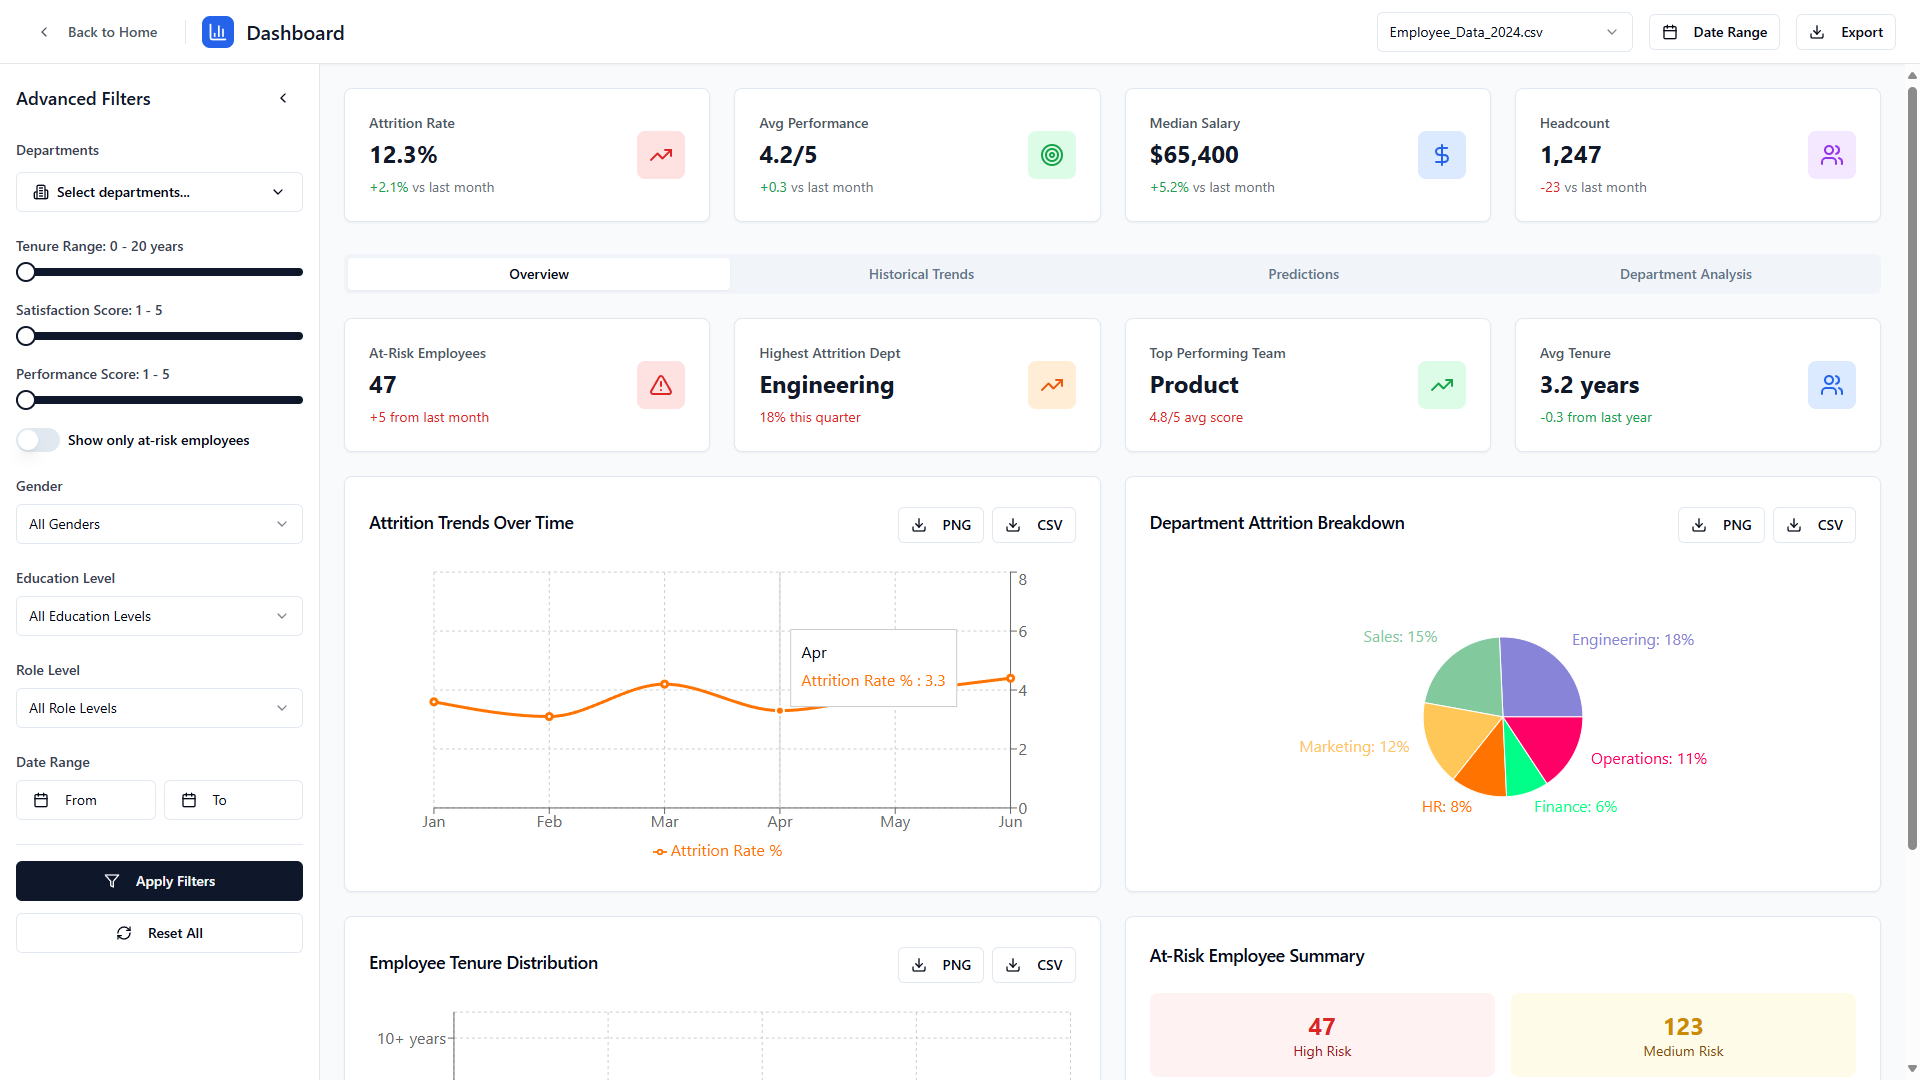 Back to Home
Dashboard
Employee_Data_2024.csv
Date Range
Export
Advanced Filters
Departments
Select departments...
Tenure Range: 0 - 20 years
Satisfaction Score: 1 - 5
Performance Score: 1 - 5
Show only at-risk employees
Gender
All Genders
Education Level
All Education Levels
Role Level
All Role Levels
Date Range
From
To
Apply Filters
Reset All
Attrition Rate
12.3%
+2.1% vs last month
Avg Performance
4.2/5
+0.3 vs last month
Median Salary
$65,400
+5.2% vs last month
Headcount
1,247
-23 vs last month
Overview
Historical Trends
Predictions
Department Analysis
At-Risk Employees
47
+5 from last month
Highest Attrition Dept
Engineering
18% this quarter
Top Performing Team
Product
4.8/5 avg score
Avg Tenure
3.2 years
-0.3 from last year
Attrition Trends Over Time
PNG
CSV
8
6
4
2
0
Apr
Attrition Rate % : 3.3
Jan
Feb
Mar
Apr
May
Jun
Attrition Rate %
Department Attrition Breakdown
PNG
CSV
Sales: 15%
Engineering: 18%
Marketing: 12%
Operations: 11%
HR: 8%
Finance: 6%
Employee Tenure Distribution
PNG
CSV
10+ years
At-Risk Employee Summary
47
High Risk
123
Medium Risk